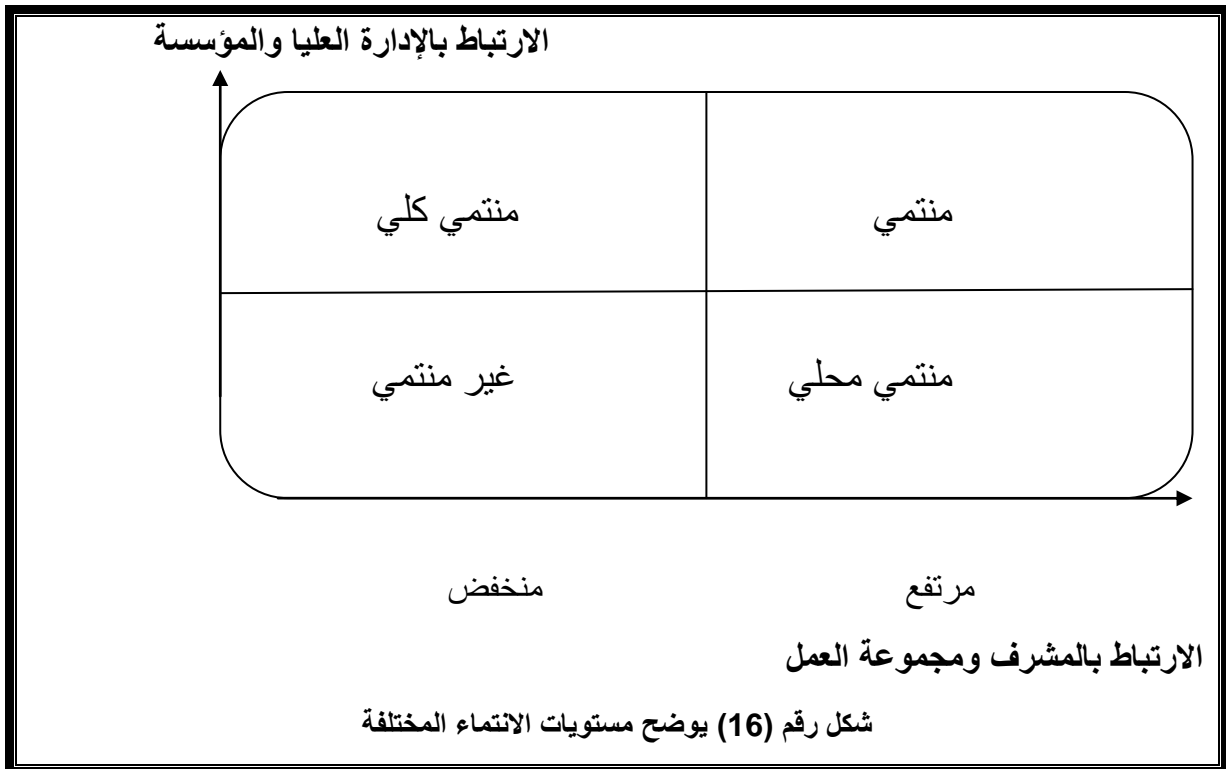 الارتباط بالإدارة العليا والمؤسسة
منتمي
منتمي كلي
منتمي محلي
غير منتمي
مرتفع
منخفض
الارتباط بالمشرف ومجموعة العمل
شكل رقم (16) يوضح مستويات الانتماء المختلفة